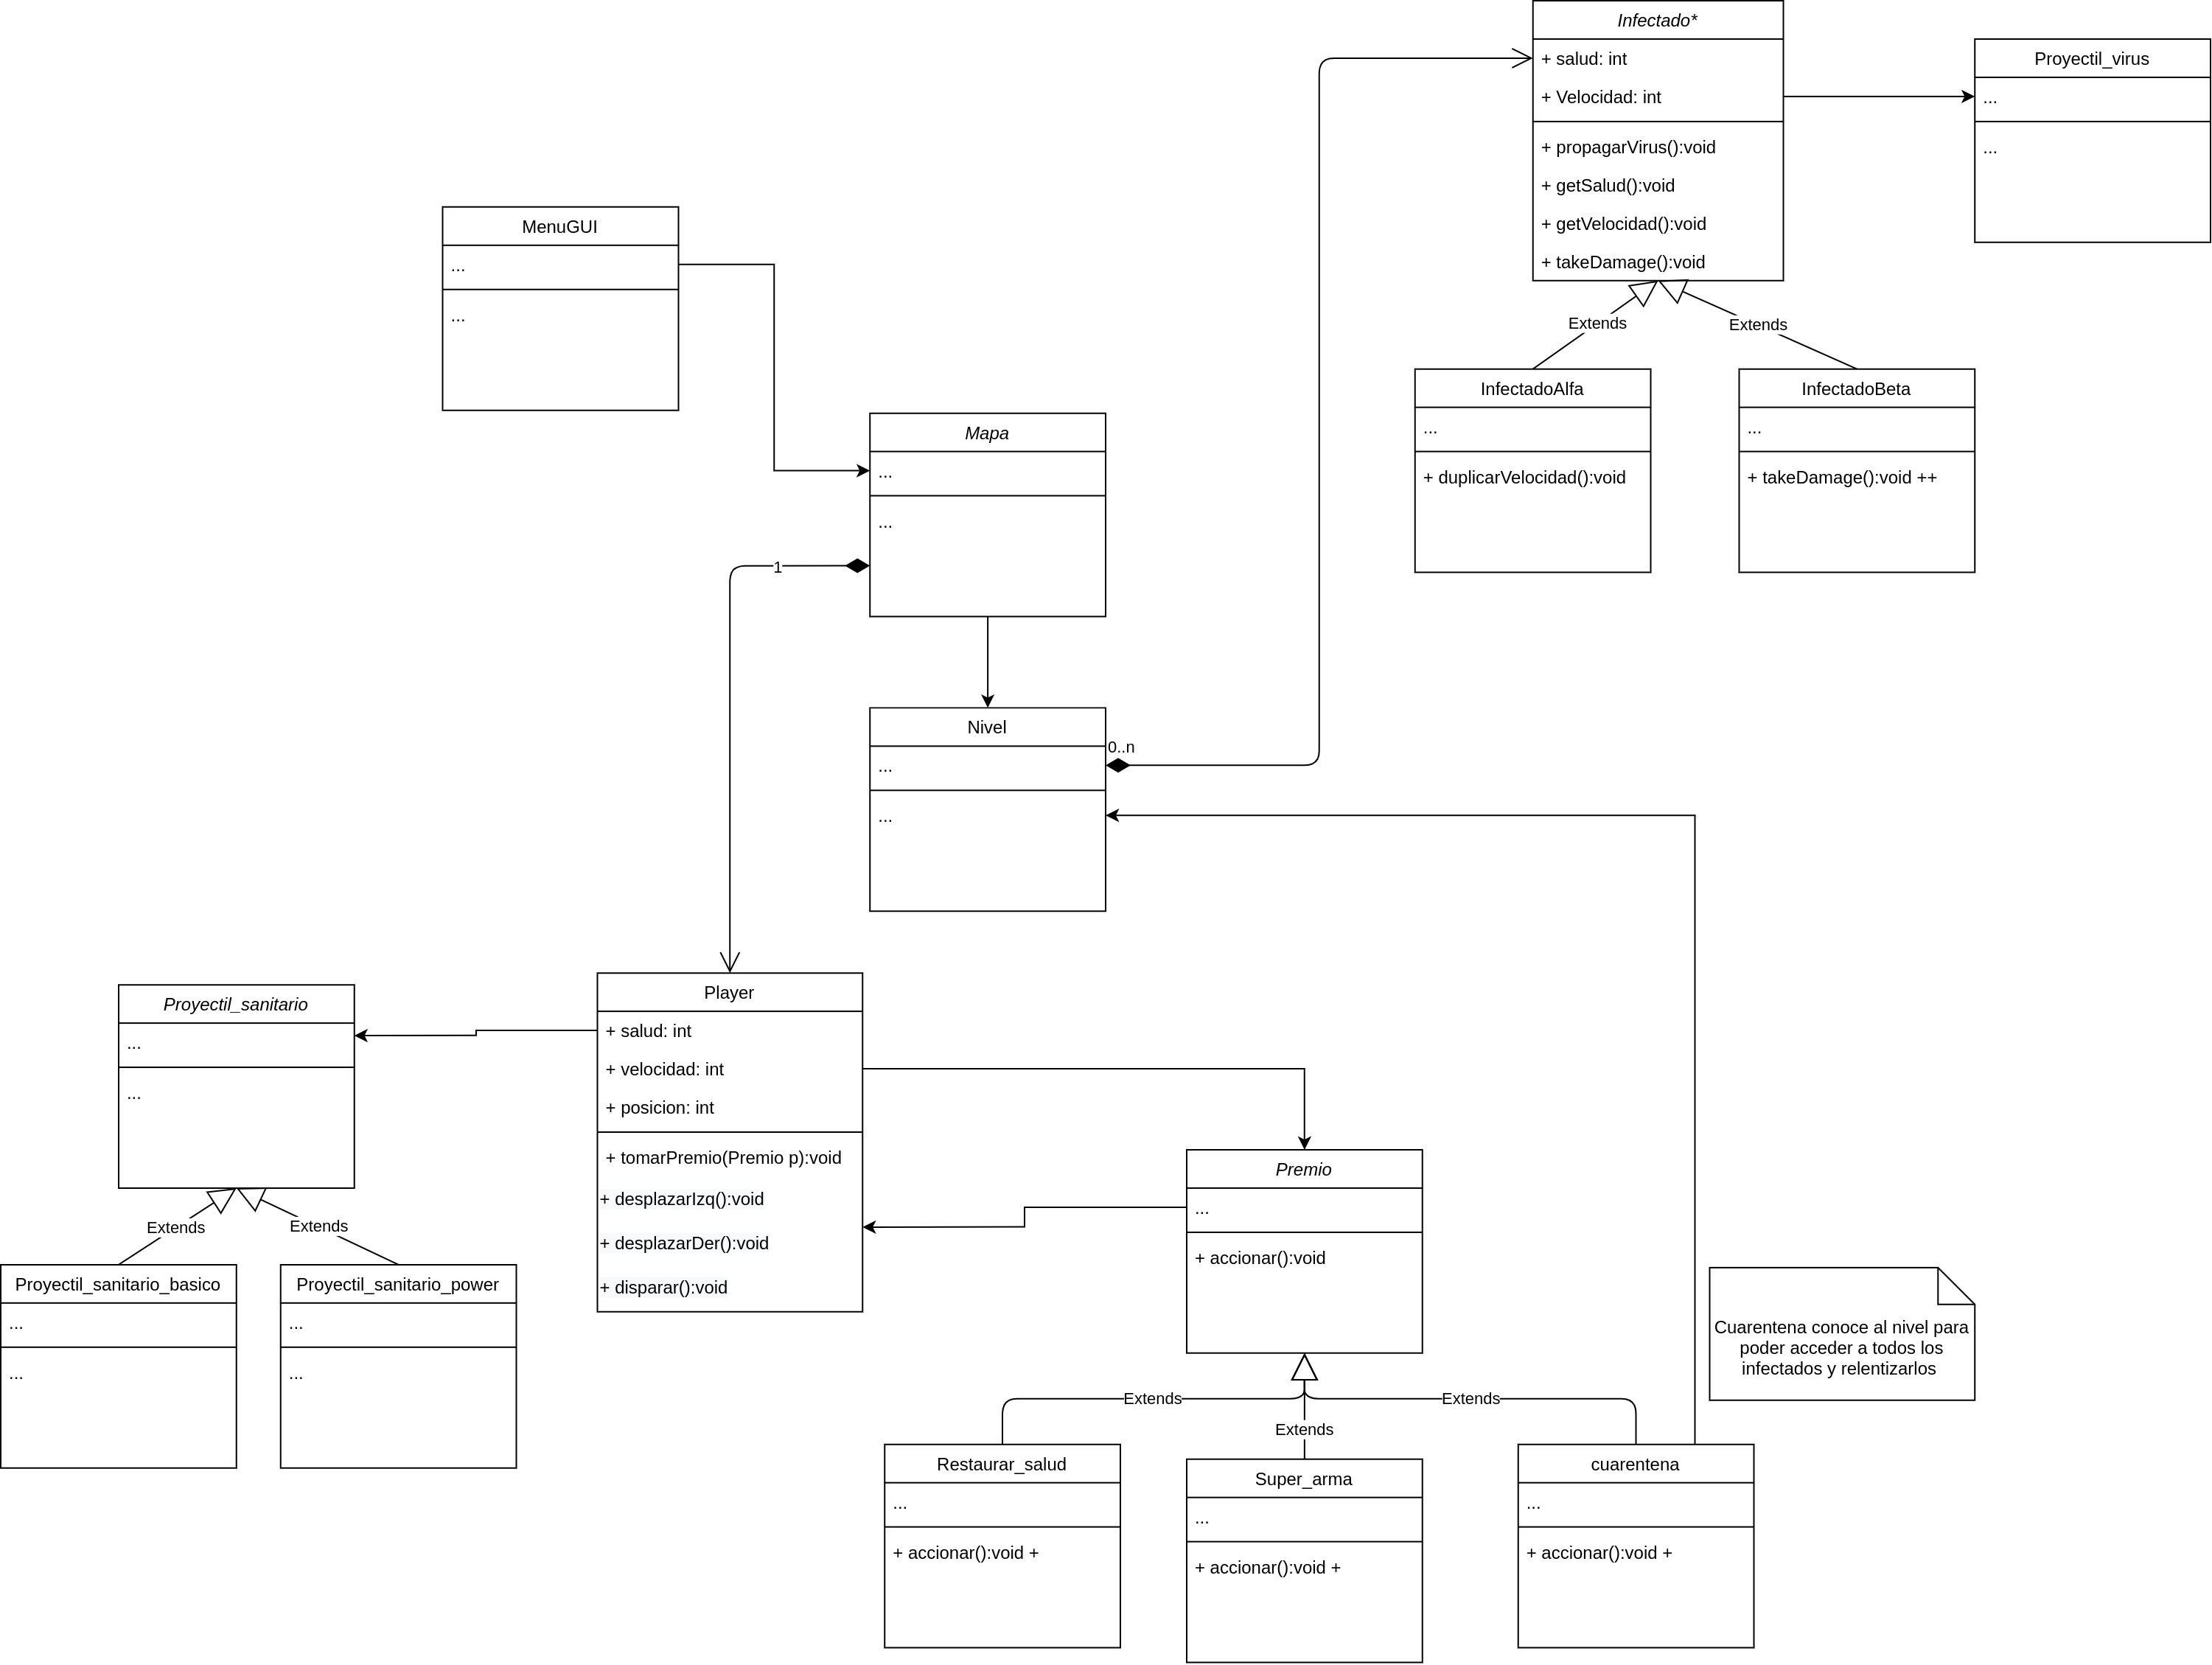 Infectado*
+ salud: int
+ Velocidad: int
+ propagarVirus():void
+ getSalud():void
+ getVelocidad():void
+ takeDamage():void
Proyectil_virus
...
...
MenuGUI
...
...
Extends
Extends
InfectadoAlfa
...
+ duplicarVelocidad():void
InfectadoBeta
...
+ takeDamage():void ++
Mapa
...
...
1
Nivel
...
...
0..n
Player
+ salud: int
+ velocidad: int
+ posicion: int
+ tomarPremio(Premio p):void
+ desplazarIzq():void
+ desplazarDer():void
+ disparar():void
Proyectil_sanitario
...
...
Extends
Extends
Proyectil_sanitario_basico
...
...
Proyectil_sanitario_power
...
...
Premio
...
+ accionar():void
Cuarentena conoce al nivel para
poder acceder a todos los
infectados y relentizarlos
Extends
Extends
Extends
Restaurar_salud
...
+ accionar():void +
Super_arma
...
+ accionar():void +
cuarentena
...
+ accionar():void +